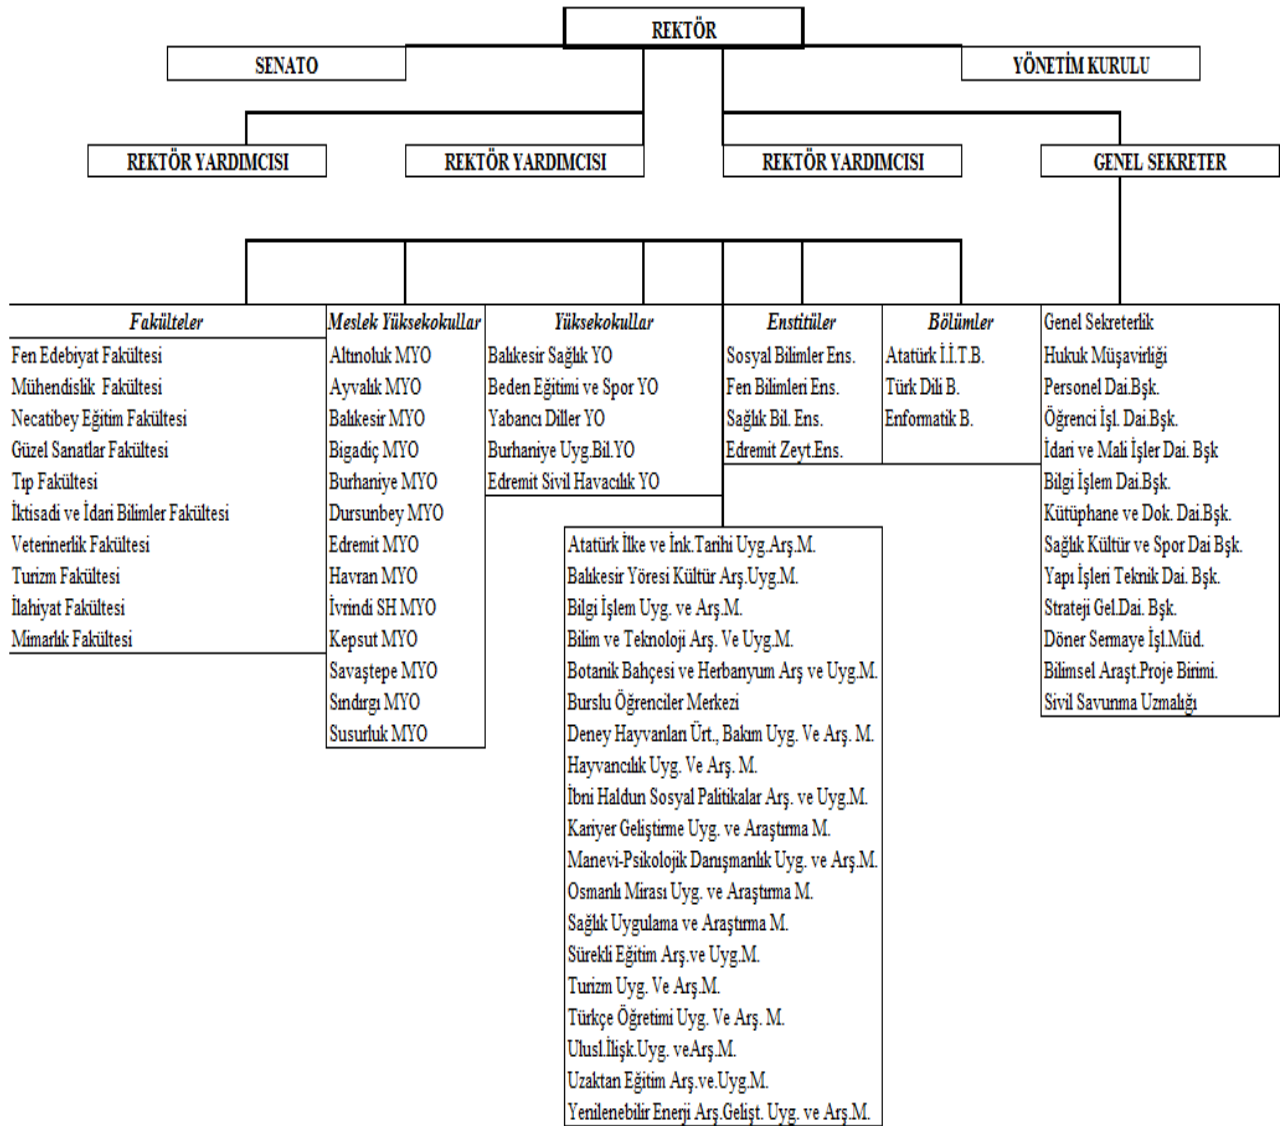 REKTÖR
SENATO
YÖNETİM KURULU
REKTÖR YARDIMCISI
REKTÖR YARDIMCISI
REKTÖR YARDIMCISI
GENEL SEKRETER
Fakülteler
Fen Edebiyat Fakültesi
Mühendislik Fakültesi
Necatibey Eğitim Fakültesi
Güzel Sanatlar Fakültesi
Tıp Fakültesi
İktisadi ve İdari Bilimler Fakültesi
Veterinerlik Fakültesi
Turizm Fakültesi
İlahiyat Fakültesi
Mimarlık Fakültesi
Meslek Yüksekokullar
Altınoluk MYO
Ayvalık MYO
Balıkesir MYO
Bigadiç MYO
Burhaniye MYO
Dursunbey MYO
Edremit MYO
Havran MYO
İvrindi SH MYO
Kepsut MYO
Savaştepe MYO
Sındırgı MYO
Susurluk MYO
Yüksekokullar
Balıkesir Sağlık YO
Beden Eğitimi ve Spor YO
Yabancı Diller YO
Burhaniye Uyg.Bil.YO
Edremit Sivil Havacılık YO
Enstitüler
Sosyal Bilimler Ens.
Fen Bilimleri Ens.
Sağlık Bil. Ens.
Edremit Zeyt.Ens.
Bölümler
Atatürk İ.İ.T.B.
Türk Dili B.
Enformatik B.
Genel Sekreterlik
Hukuk Müşavirliği
Personel Dai.Bşk.
Öğrenci İşl. Dai.Bşk.
İdari ve Mali İşler Dai. Bşk
Bilgi İşlem Dai.Bşk.
Kütüphane ve Dok. Dai.Bşk.
Sağlık Kültür ve Spor Dai Bşk.
Yapı İşleri Teknik Dai. Bşk.
Strateji Gel.Dai. Bşk.
Döner Sermaye İşl.Müd.
Bilimsel Araşt.Proje Birimi.
Sivil Savunma Uzmalığı
Atatürk İlke ve İnk.Tarihi Uyg.Arş.M.
Balıkesir Yöresi Kültür Arş.Uyg.M.
Bilgi İşlem Uyg. ve Arş.M.
Bilim ve Teknoloji Arş. Ve Uyg.M.
Botanik Bahçesi ve Herbanyum Arş ve Uyg.M.
Burslu Öğrenciler Merkezi
Deney Hayvanları Ürt., Bakım Uyg. Ve Arş. M.
Hayvancılık Uyg. Ve Arş. M.
İbni Haldun Sosyal Palitikalar Arş. ve Uyg.M.
Kariyer Geliştirme Uyg. ve Araştırma M.
Manevi-Psikolojik Danışmanlık Uyg. ve Arş.M.
Osmanlı Mirası Uyg. ve Araştırma M.
Sağlık Uygulama ve Araştırma M.
Sürekli Eğitim Arş.ve Uyg.M.
Turizm Uyg. Ve Arş.M.
Türkçe Öğretimi Uyg. Ve Arş. M.
Ulusl.İlişk.Uyg. veArş.M.
Uzaktan Eğitim Arş.ve.Uyg.M.
Yenilenebilir Enerji Arş.Gelişt. Uyg. ve Arş.M.